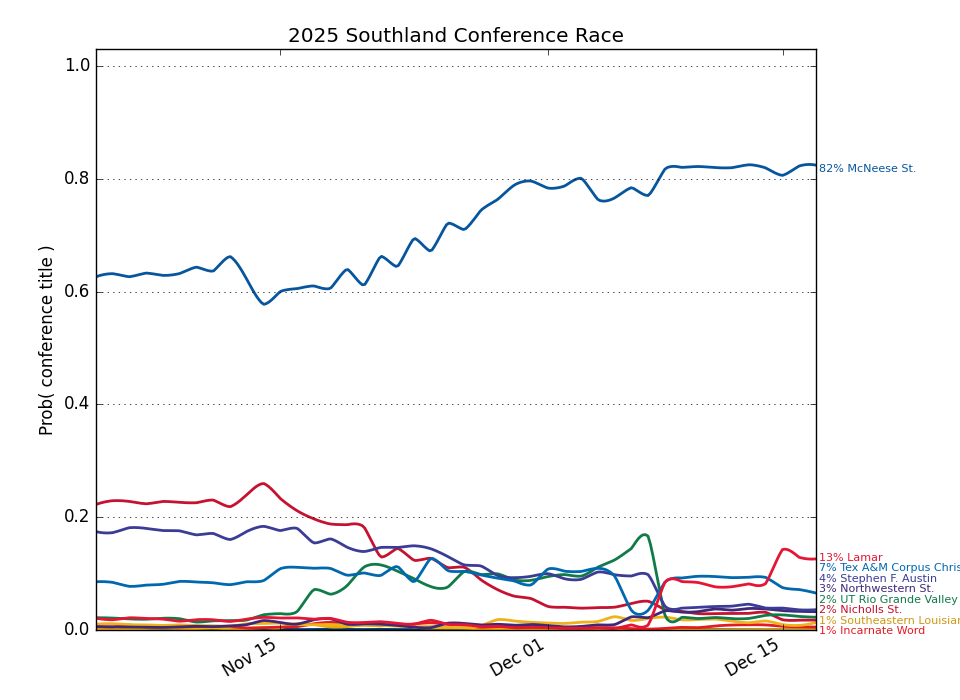 2025 Southland Conference Race
Prob( conference title )
1.0
0.8
0.6
0.4
0.2
0.0
Nov 15
Dec 01
Dec 15
82% McNeese St.
13% Lamar
7% Tex A&M Corpus Chris
4% Stephen F. Austin
3% Northwestern St.
2% UT Rio Grande Valley
2% Nicholls St.
1% Southeastern Louisian
1% Incarnate Word